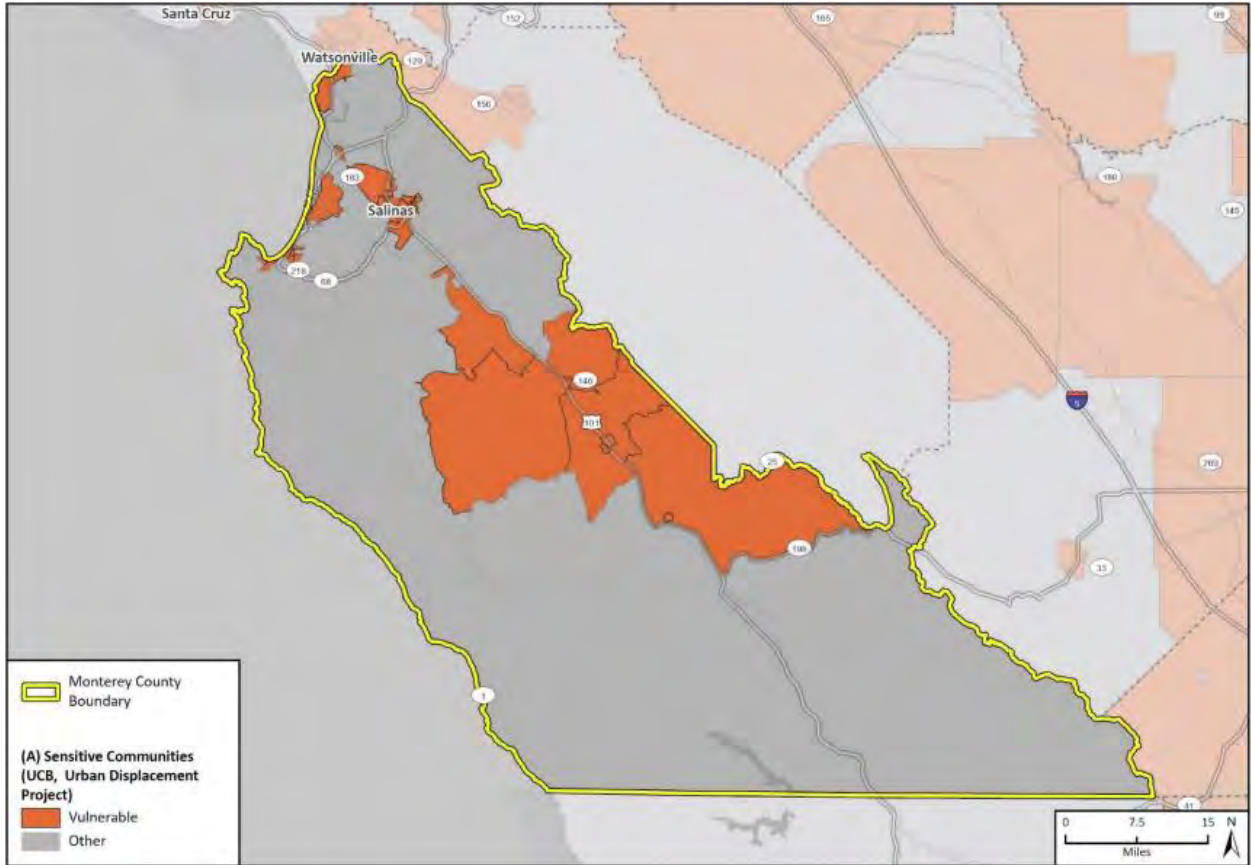 Santa Cruz
152
165
99
Watsonville
129
156
183
180
145
Salinas
218
68
146
5
101
25
269
198
33
1
Monterey County
Boundary
(A) Sensitive Communities
(UCB, Urban Displacement
Project)
Vulnerable
Other
41
0 7.5 15
Miles
N